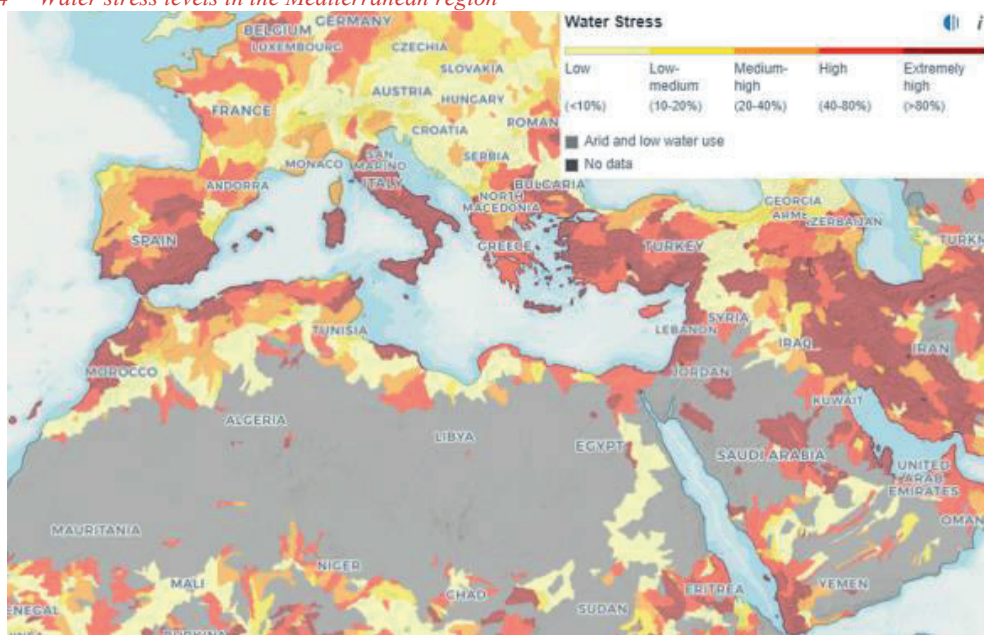 4 Water stress levels in the Mediterranean region
Water Stress
Low
Low-medium
Medium-high
High
Extremely high
(<10%)
(10-20%)
(20-40%)
(40-80%)
(>80%)
Arid and low water use
No data
BELGIUM
GERMANY
LUXEMBOURG
CZECHIA
SLOVAKIA
AUSTRIA
HUNGARY
FRANCE
CROATIA
ROMAN
SERBIA
MONACO
SAN
MARINO
ITALY
ANDORRA
BULGARIA
NORTH
MACEDONIA
GEORGIA
ARME
ZERBAIJAN
SPAIN
GREECE
TURKEY
TURKM
TUNISIA
SYRIA
LEBANON
IRAQ
IRAN
MOROCCO
JORDAN
KUWAIT
ALGERIA
LIBYA
EGYPT
SAUDI ARABIA
UNITED
ARAB
EMIRATES
OMAN
MAURITANIA
NIGER
MALI
CHAD
ERITREA
YEMEN
ENEGAL
SUDAN
BURKINA